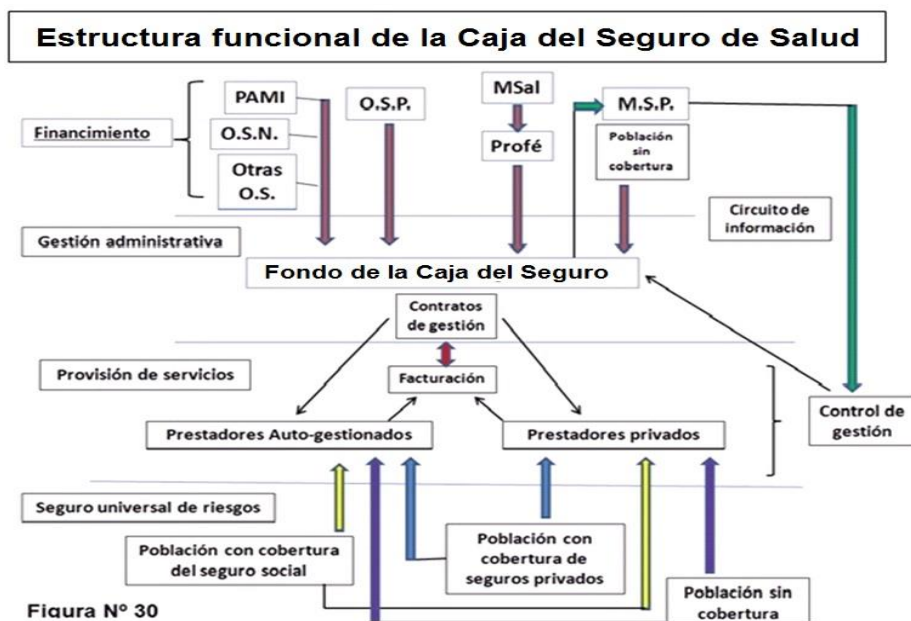 Estructura funcional de la Caja del Seguro de Salud
Financimiento
PAMI
O.S.N.
Otras
O.S.
O.S.P.
MSal
Profé
M.S.P.
Población
sin
cobertura
Circuito de
información
Gestión administrativa
Fondo de la Caja del Seguro
Contratos
de gestión
Provisión de servicios
Facturación
Prestadores Auto-gestionados
Prestadores privados
Control de
gestión
Seguro universal de riesgos
Población con cobertura
del seguro social
Población con
cobertura de
seguros privados
Población sin
cobertura
Figura Nº 30